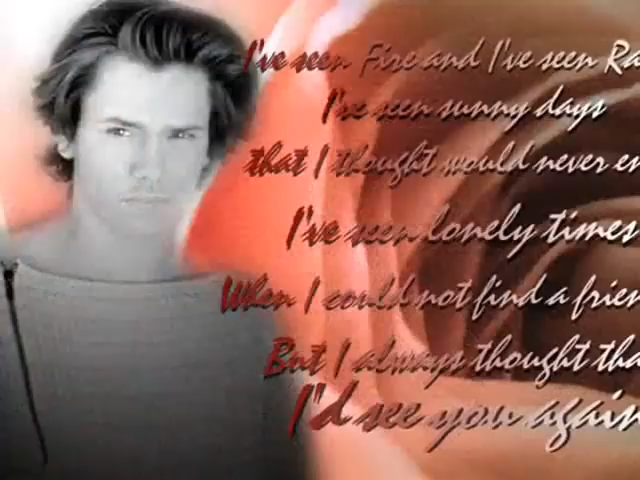 I've seen Fire and I've seen Ra
I've seen sunny days
that I thought would never en
I've seen lonely times
When I could not find a frien
But I always thought tha
I'd see you again